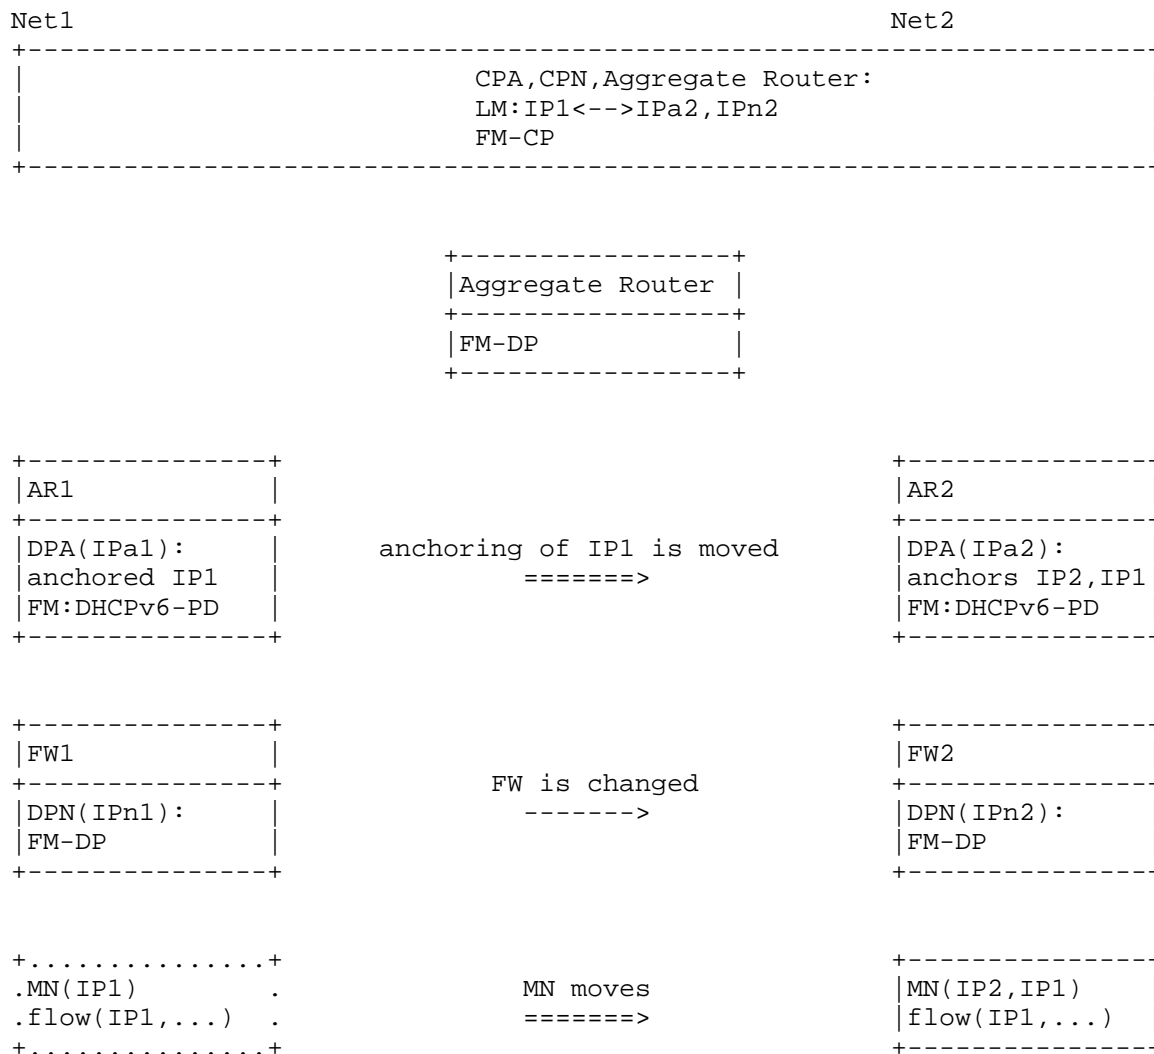 Net1 Net2
CPA,CPN,Aggregate Router:
LM:IP1<-->IPa2,IPn2
FM-CP
Aggregate Router
FM-DP
AR1 AR2
DPA(IPa1): anchoring of IP1 is moved DPA(IPa2):
anchored IP1 =======> anchors IP2,IP1
FM:DHCPv6-PD FM:DHCPv6-PD
FW1 FW2
FW is changed
DPN(IPn1): -------> DPN(IPn2):
FM-DP FM-DP
MN(IP1) MN moves MN(IP2,IP1)
flow(IP1,...) =======> flow(IP1,...)